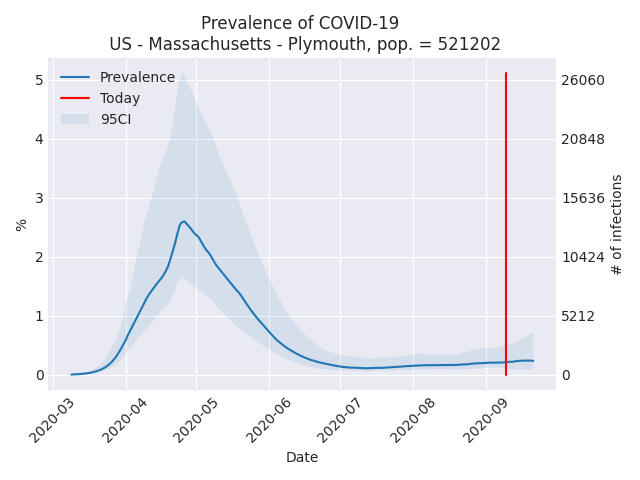 Prevalence of COVID-19
US - Massachusetts - Plymouth, pop. = 521202
Prevalence
Today
95CI
5
4
3
2
1
0
%
26060
20848
15636
10424
5212
0
# of infections
2020-03
2020-04
2020-05
2020-06
2020-07
2020-08
2020-09
Date